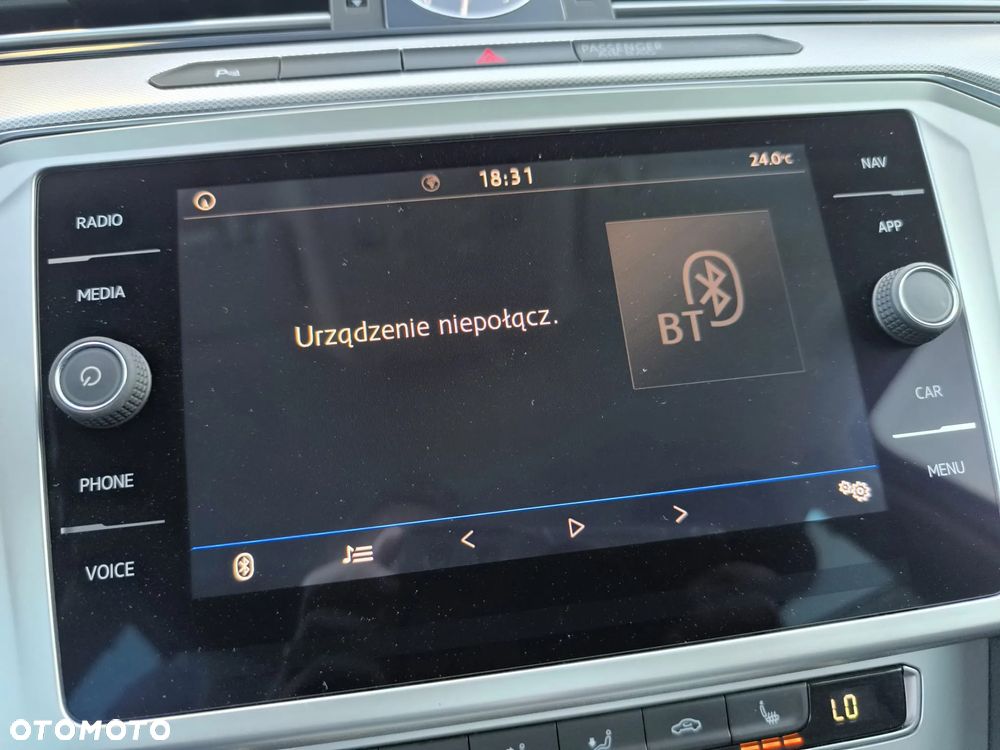 PASSENGER
18:31
24.0°C
NAV
RADIO
APP
MEDIA
Urządzenie niepołącz.
BT
CAR
PHONE
MENU
VOICE
LO
OTOMOTO